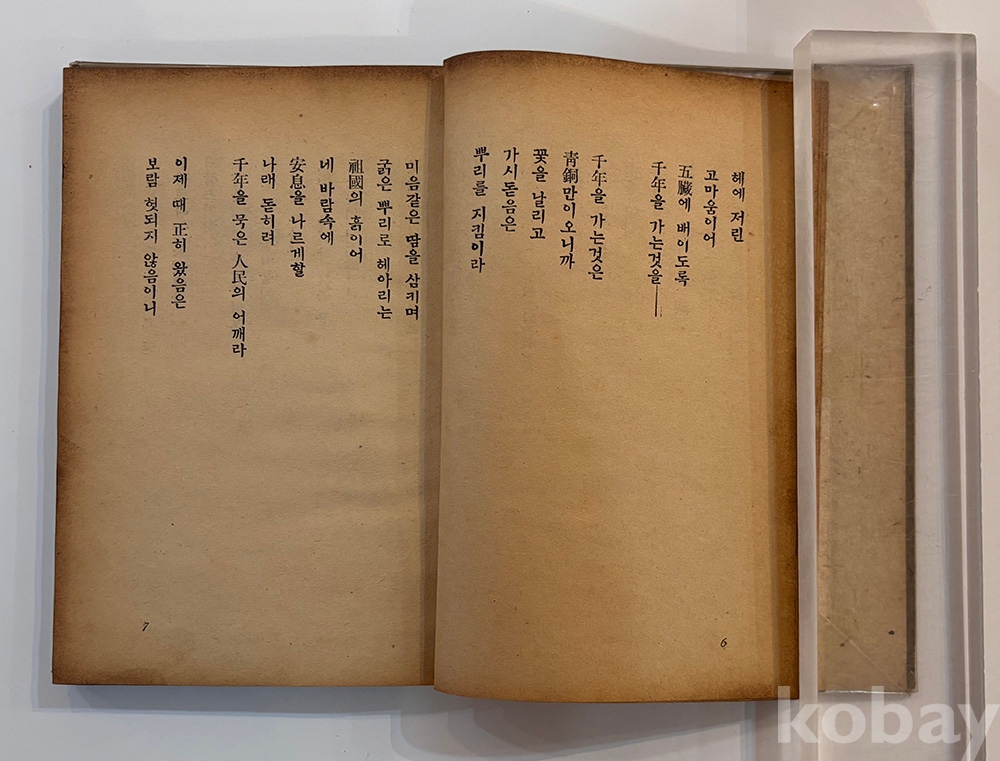 헤에 저린
고마움이어
五臟에 배이도록
千年을 가는것을──
千年을 가는것은
靑銅만이오니까
꽃을 날리고
가시돋음은
뿌리를 지킴이라
6
미음같은 땀을 삼키며
굵은 뿌리로 헤아리는
祖國의 흙이어
네 바람속에
安息을 나르게할
나래 돋히려
千年을 묵은 人民의 어깨라
이제 때 正히 왔음은
보람 헛되지 않음이니
7
kobay